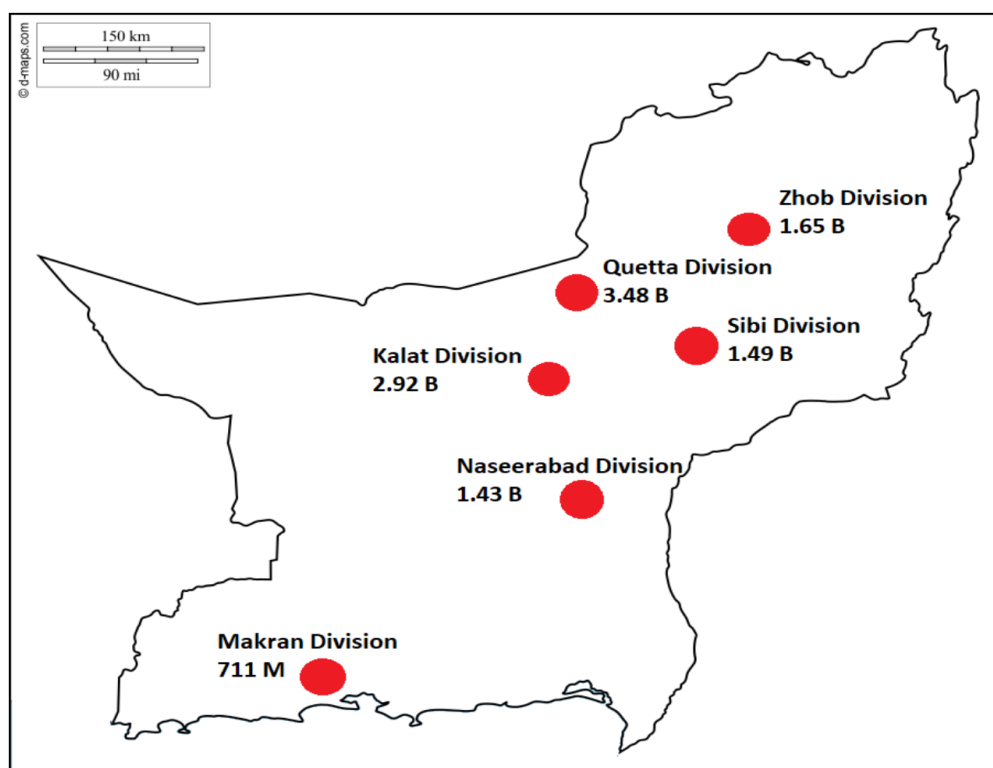 150 km
90 mi
© d-maps.com
Zhob Division
1.65 B
Quetta Division
3.48 B
Sibi Division
1.49 B
Kalat Division
2.92 B
Naseerabad Division
1.43 B
Makran Division
711 M